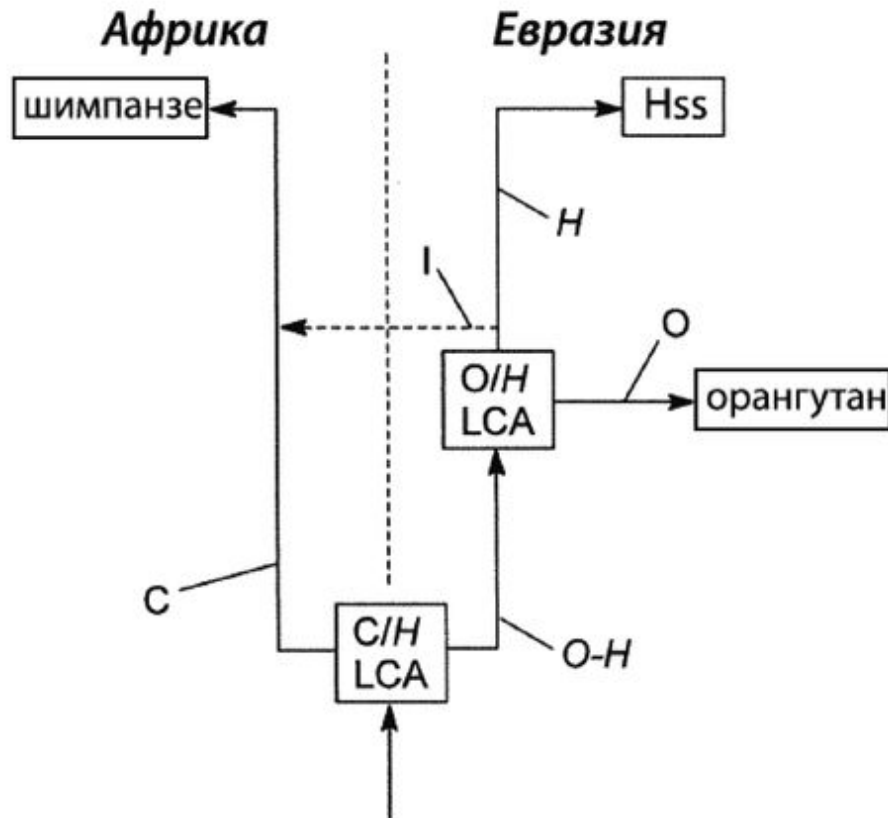 Африка
Евразия
шимпанзе
Hss
H
I
O
O/H
LCA
орангутан
C
C/H
LCA
O-H